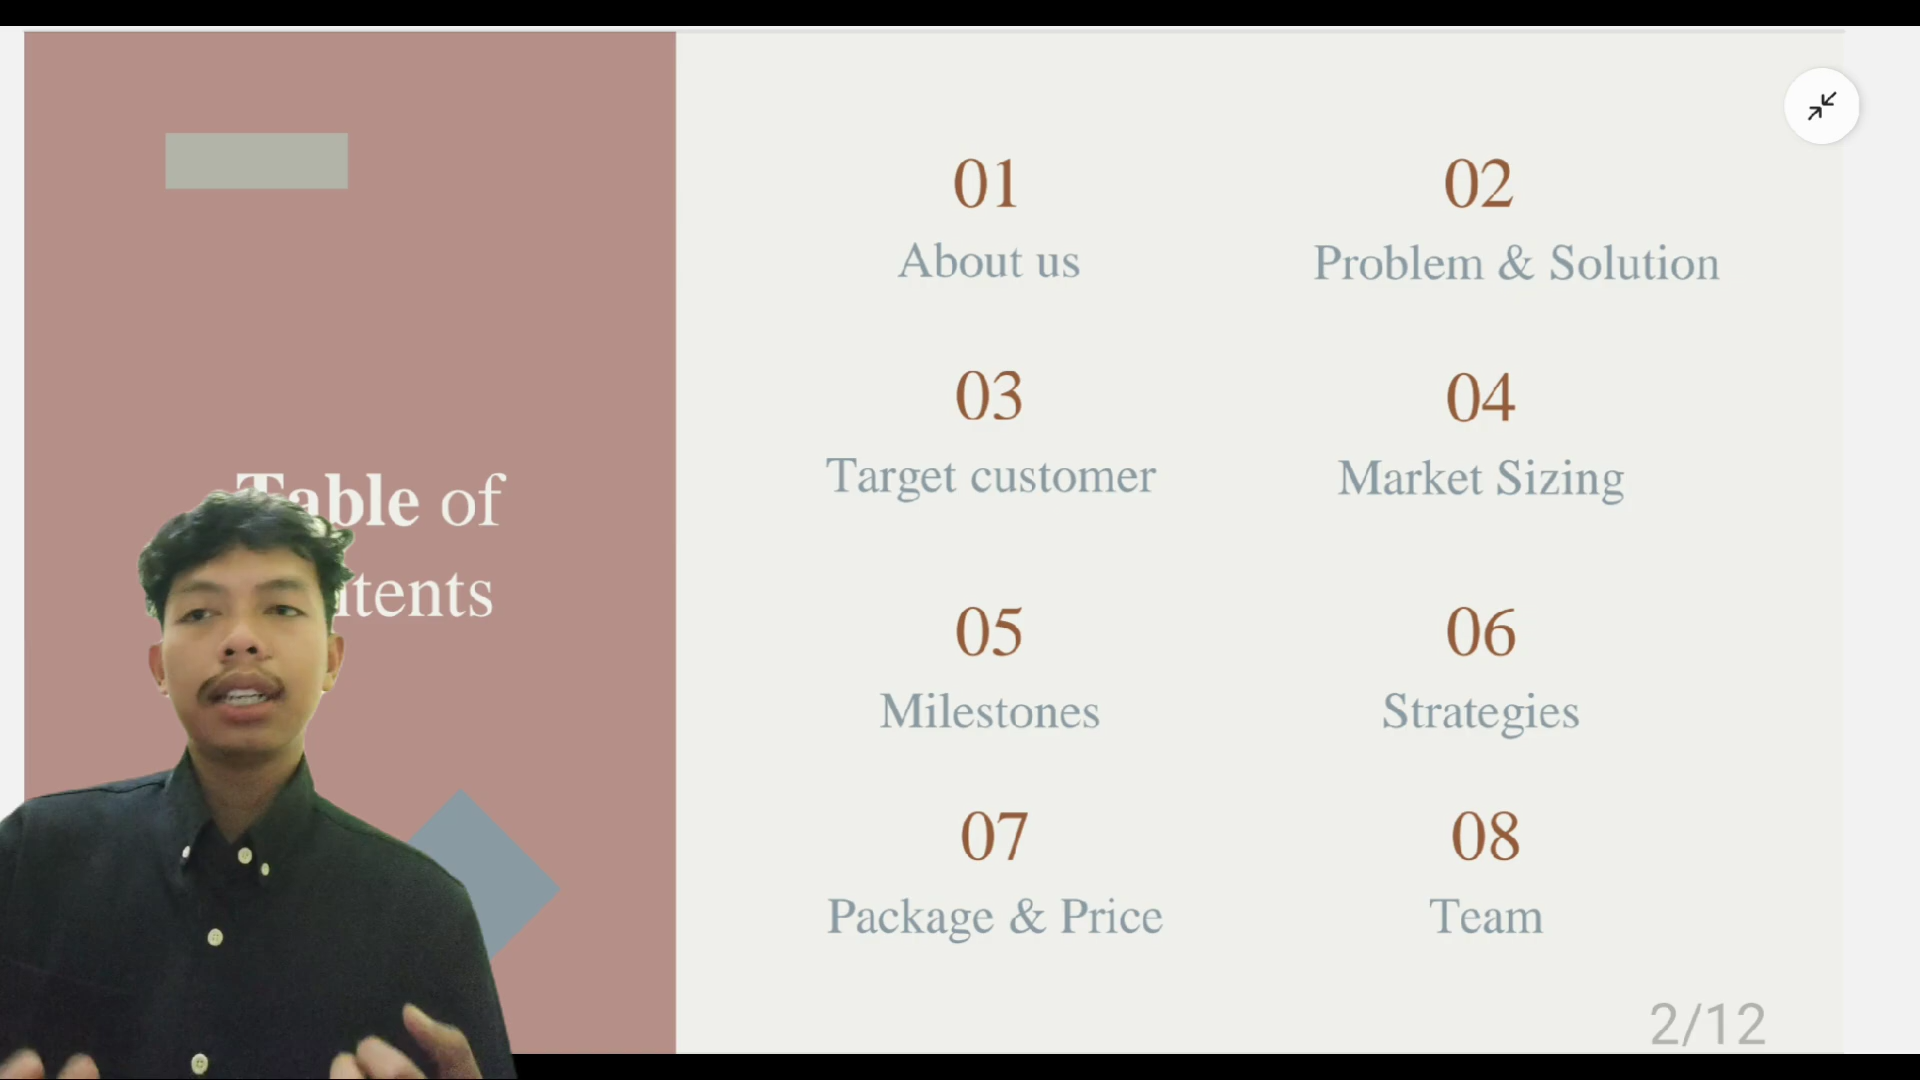 Table of
tents
01
About us
02
Problem & Solution
03
Target customer
04
Market Sizing
05
Milestones
06
Strategies
07
Package & Price
08
Team
2/12